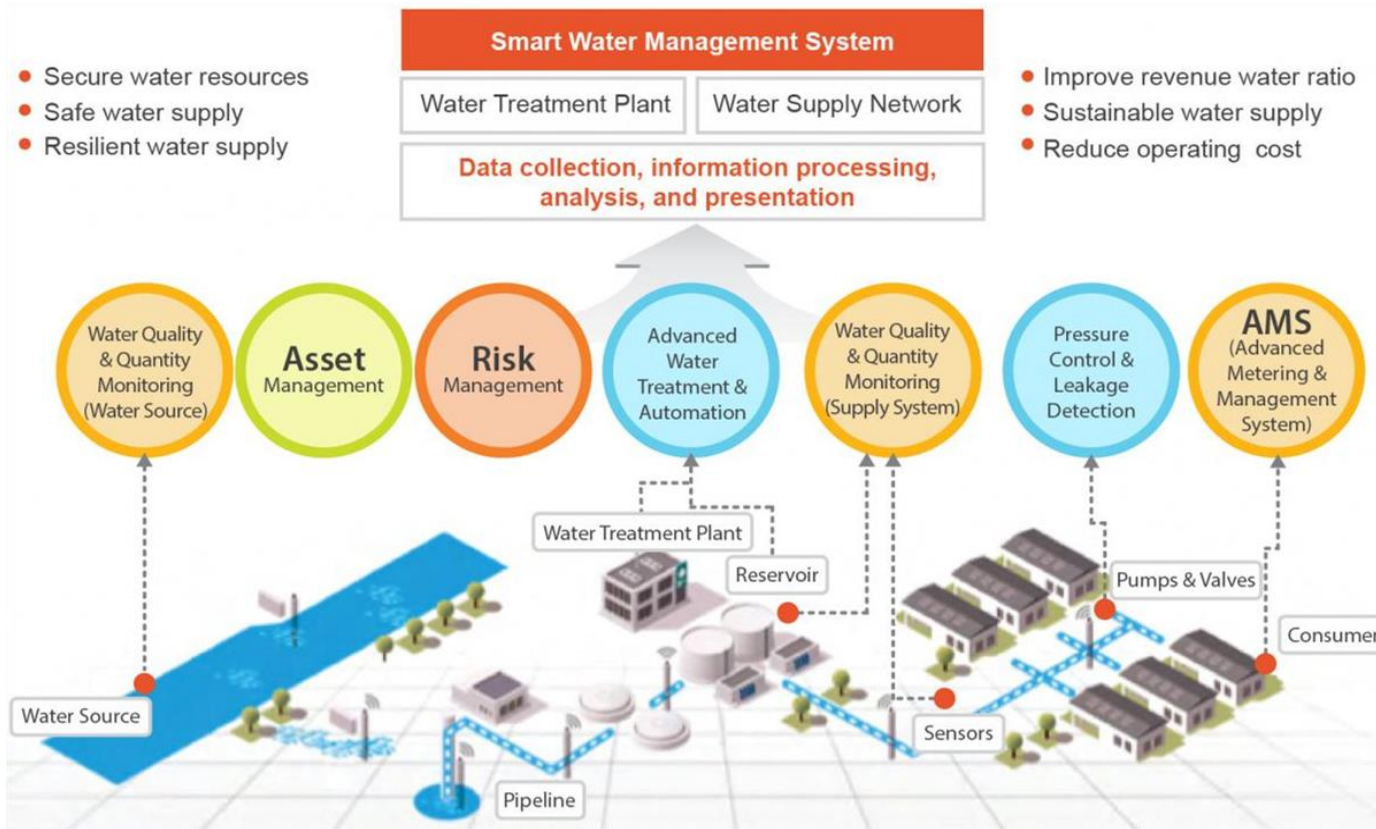 Smart Water Management System
Water Treatment Plant
Water Supply Network
Data collection, information processing,
analysis, and presentation
Secure water resources
Safe water supply
Resilient water supply
Improve revenue water ratio
Sustainable water supply
Reduce operating cost
Water Quality
& Quantity
Monitoring
(Water Source)
Asset
Management
Risk
Management
Advanced
Water
Treatment &
Automation
Water Quality
& Quantity
Monitoring
(Supply System)
Pressure
Control &
Leakage
Detection
AMS
(Advanced
Metering &
Management
System)
Water Treatment Plant
Reservoir
Pumps & Valves
Consumer
Water Source
Sensors
Pipeline